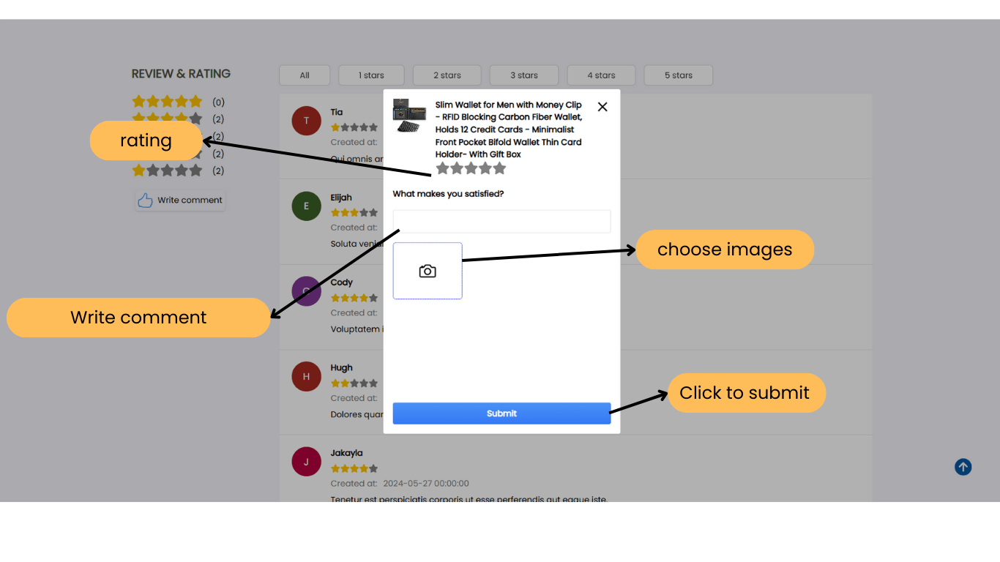 REVIEW & RATING
All
1 stars
2 stars
3 stars
4 stars
5 stars
(0)
(2)
(2)
(2)
(2)
Write comment
rating
Write comment
T
Tia
Created at:
Qui omnis
E
Elijah
Created at:
Soluta
Cody
Created at:
Voluptatem
H
Hugh
Created at:
Dolores
J
Jakayla
Created at: 2024-05-27 00:00:00
Tenetur est perspiciatis corporis ut esse perferendis aut eaque iste.
Slim Wallet for Men with Money Clip
- RFID Blocking Carbon Fiber Wallet,
Holds 12 Credit Cards - Minimalist
Front Pocket Bifold Wallet Thin Card
Holder- With Gift Box
What makes you satisfied?
Submit
choose images
Click to submit